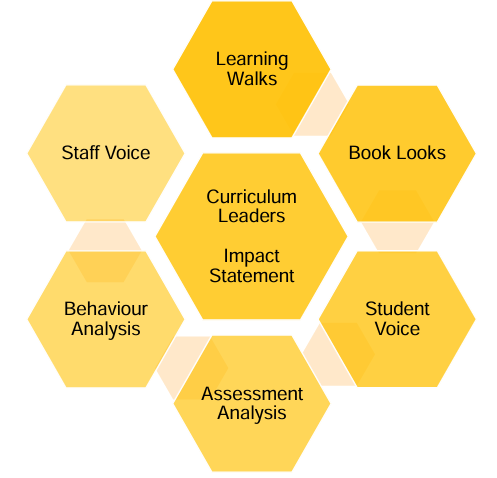 Learning
Walks
Staff Voice
Book Looks
Curriculum
Leaders
Impact
Statement
Behaviour
Analysis
Student
Voice
Assessment
Analysis